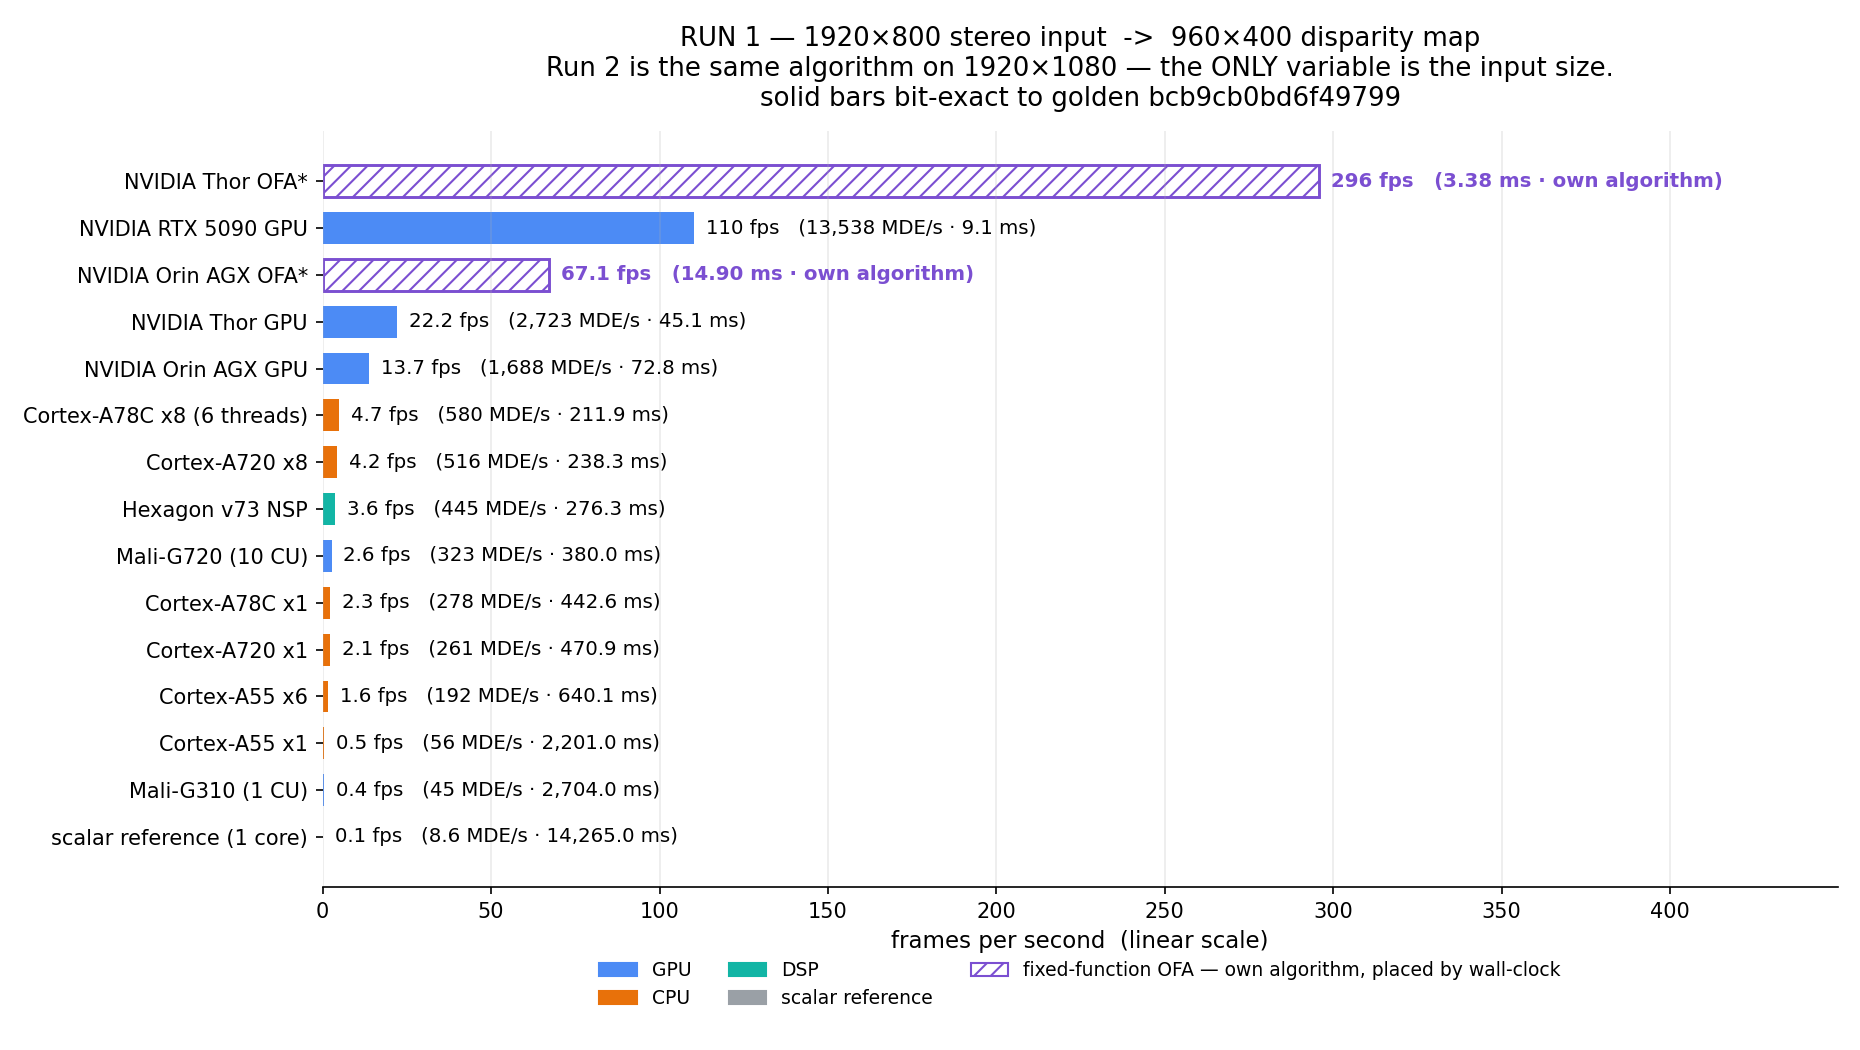 RUN 1 — 1920×800 stereo input  ->  960×400 disparity map
Run 2 is the same algorithm on 1920×1080 — the ONLY variable is the input size.
solid bars bit-exact to golden bcb9cb0bd6f49799
NVIDIA Thor OFA* 296 fps (3.38 ms · own algorithm)
NVIDIA RTX 5090 GPU 110 fps (13,538 MDE/s · 9.1 ms)
NVIDIA Orin AGX OFA* 67.1 fps (14.90 ms · own algorithm)
NVIDIA Thor GPU 22.2 fps (2,723 MDE/s · 45.1 ms)
NVIDIA Orin AGX GPU 13.7 fps (1,688 MDE/s · 72.8 ms)
Cortex-A78C x8 (6 threads) 4.7 fps (580 MDE/s · 211.9 ms)
Cortex-A720 x8 4.2 fps (516 MDE/s · 238.3 ms)
Hexagon v73 NSP 3.6 fps (445 MDE/s · 276.3 ms)
Mali-G720 (10 CU) 2.6 fps (323 MDE/s · 380.0 ms)
Cortex-A78C x1 2.3 fps (278 MDE/s · 442.6 ms)
Cortex-A720 x1 2.1 fps (261 MDE/s · 470.9 ms)
Cortex-A55 x6 1.6 fps (192 MDE/s · 640.1 ms)
Cortex-A55 x1 0.5 fps (56 MDE/s · 2,201.0 ms)
Mali-G310 (1 CU) 0.4 fps (45 MDE/s · 2,704.0 ms)
scalar reference (1 core) 0.1 fps (8.6 MDE/s · 14,265.0 ms)
0 50 100 150 200 250 300 350 400
frames per second  (linear scale)
GPU DSP fixed-function OFA — own algorithm, placed by wall-clock
CPU scalar reference